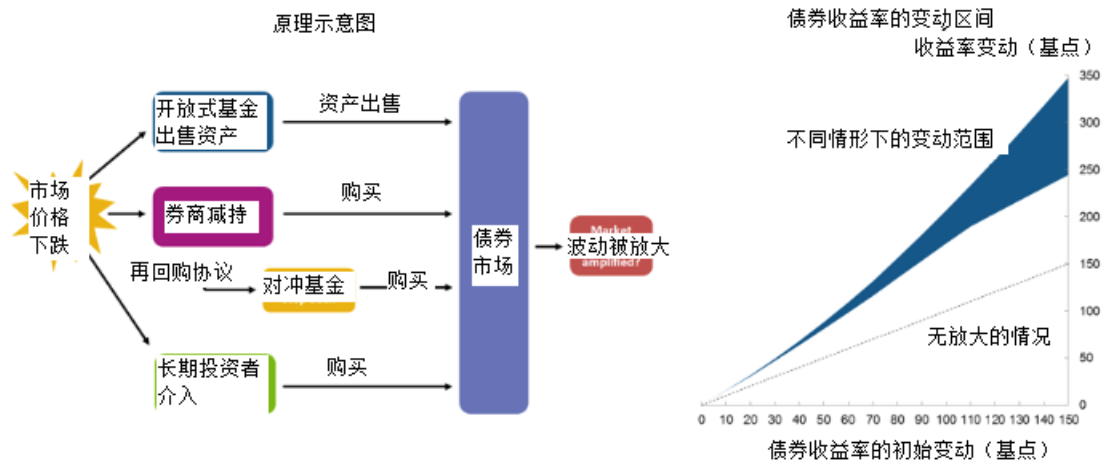 原理示意图
市场
价格
下跌
开放式基金
出售资产
资产出售
券商减持
购买
再回购协议
对冲基金
购买
长期投资者
介入
购买
债券
市场
Market
波动被放大
amplified?
债券收益率的变动区间
收益率变动（基点）
不同情形下的变动范围
无放大的情况
350
300
250
200
150
100
50
0
0 10 20 30 40 50 60 70 80 90 100 110 120 130 140 150
债券收益率的初始变动（基点）